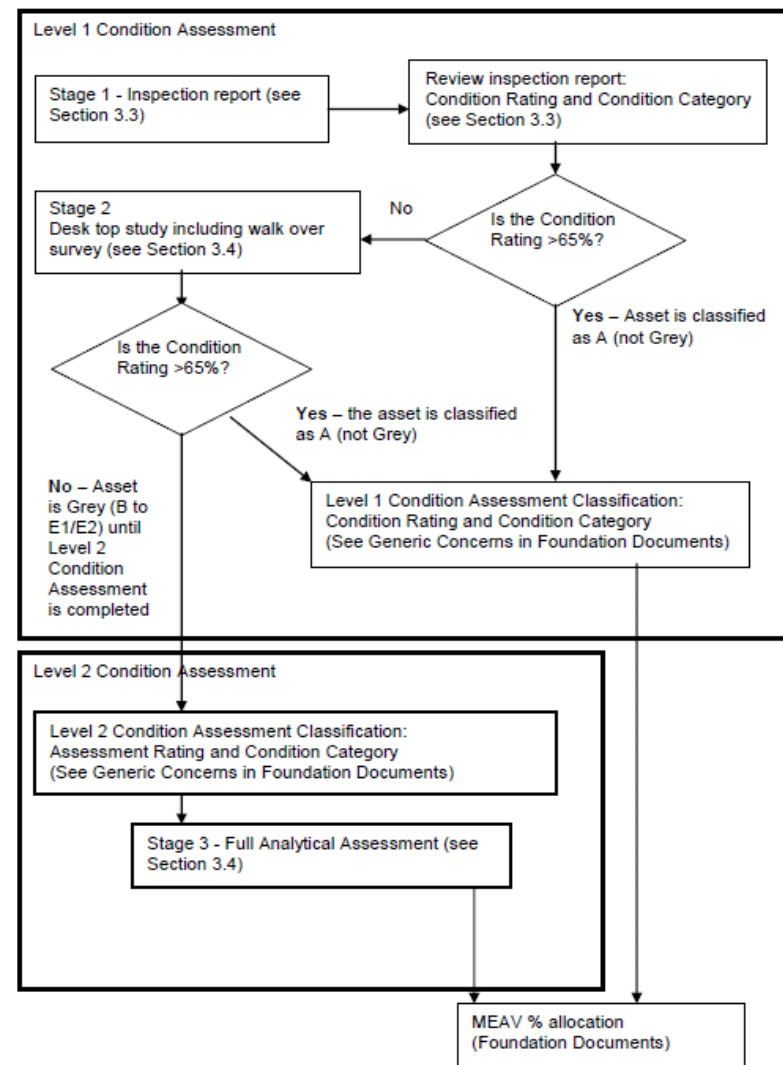 Level 1 Condition Assessment
Stage 1 - Inspection report (see
Section 3.3)
Review inspection report:
Condition Rating and Condition Category
(see Section 3.3)
Stage 2
Desk top study including walk over
survey (see Section 3.4)
No
Is the Condition
Rating >65%?
Yes – Asset is classified
as A (not Grey)
Is the Condition
Rating >65%?
Yes – the asset is classified
as A (not Grey)
No – Asset
is Grey (B to
E1/E2) until
Level 2
Condition
Assessment
is completed
Level 1 Condition Assessment Classification:
Condition Rating and Condition Category
(See Generic Concerns in Foundation Documents)
Level 2 Condition Assessment
Level 2 Condition Assessment Classification:
Assessment Rating and Condition Category
(See Generic Concerns in Foundation Documents)
Stage 3 - Full Analytical Assessment (see
Section 3.4)
MEAV % allocation
(Foundation Documents)